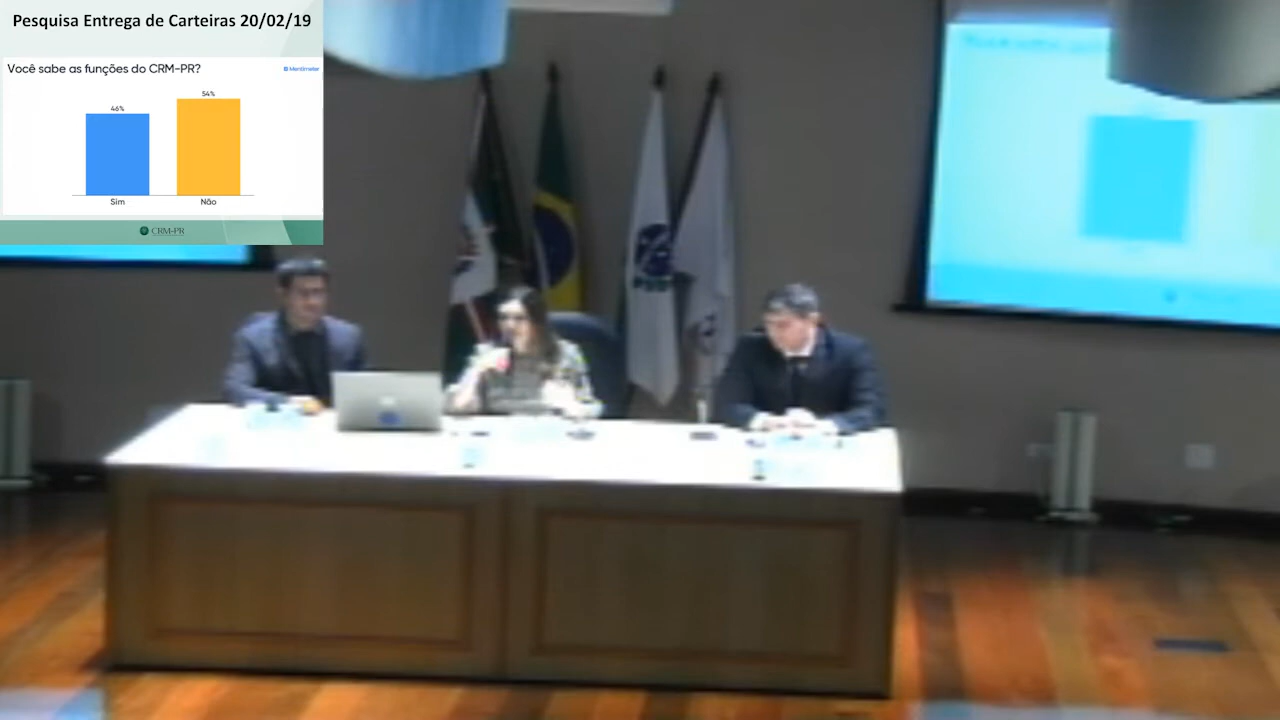 Pesquisa Entrega de Carteiras 20/02/19
Você sabe as funções do CRM-PR?
Mentimeter
46%
54%
Sim
Não
CRM-PR